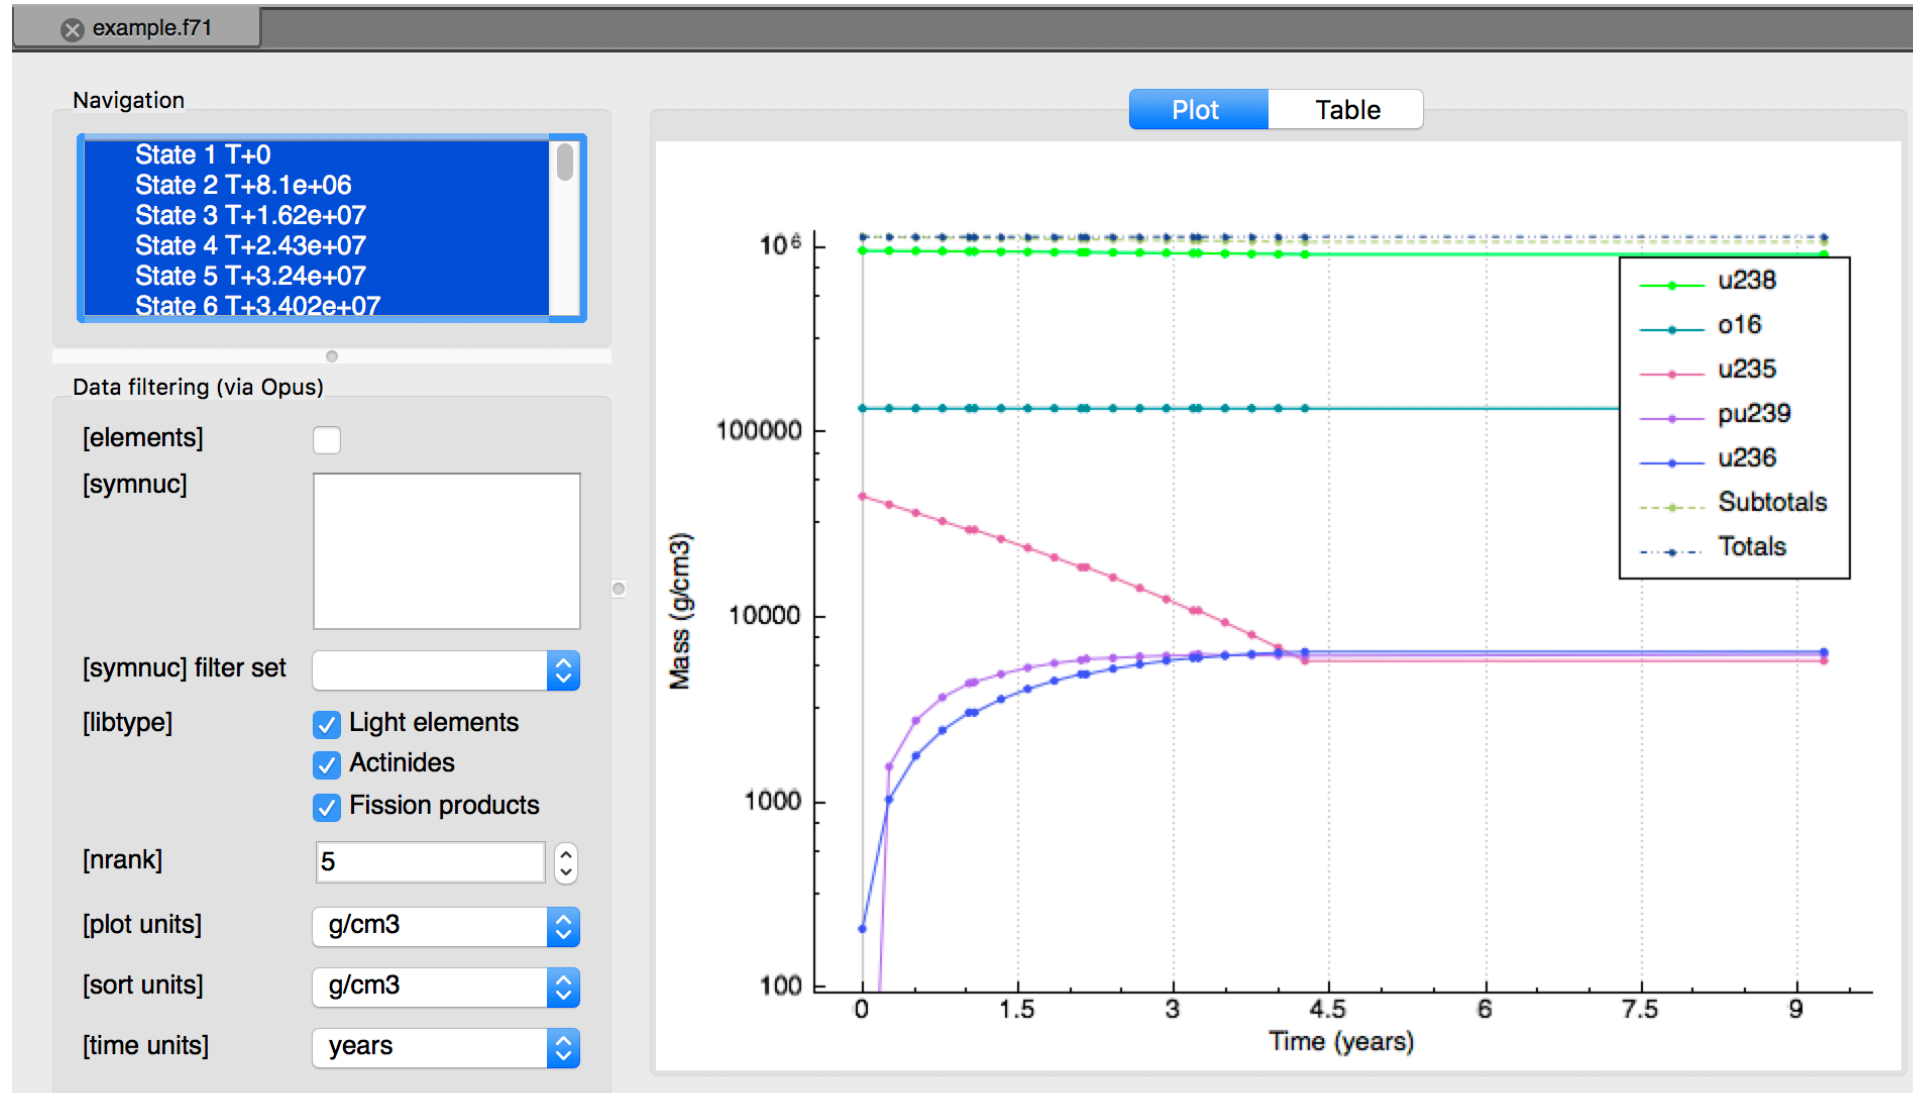 example.f71
Navigation
State 1 T+0
State 2 T+8.1e+06
State 3 T+1.62e+07
State 4 T+2.43e+07
State 5 T+3.24e+07
State 6 T+3.402e+07
Data filtering (via Opus)
[elements]
[symnuc]
[symnuc] filter set
[libtype]
Light elements
Actinides
Fission products
[nrank]
5
[plot units]
g/cm3
[sort units]
g/cm3
[time units]
years
Plot
Table
Mass (g/cm3)
10⁶
100000
10000
1000
100
0
1.5
3
4.5
6
7.5
9
Time (years)
u238
o16
u235
pu239
u236
Subtotals
Totals